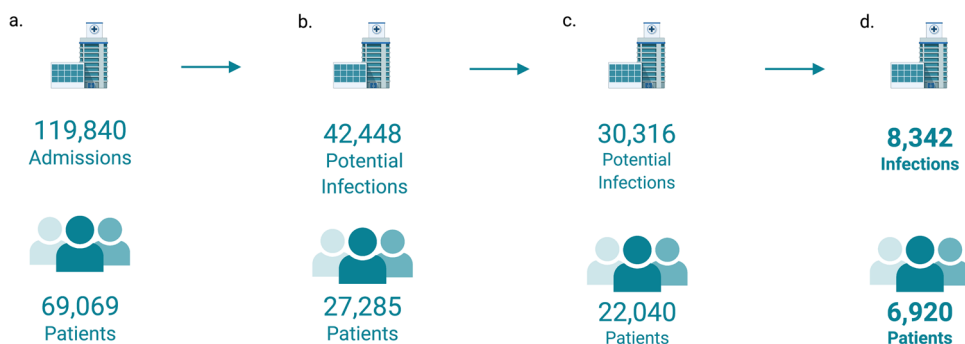 a.
b.
c.
d.
119,840
Admissions
42,448
Potential
Infections
30,316
Potential
Infections
8,342
Infections
69,069
Patients
27,285
Patients
22,040
Patients
6,920
Patients